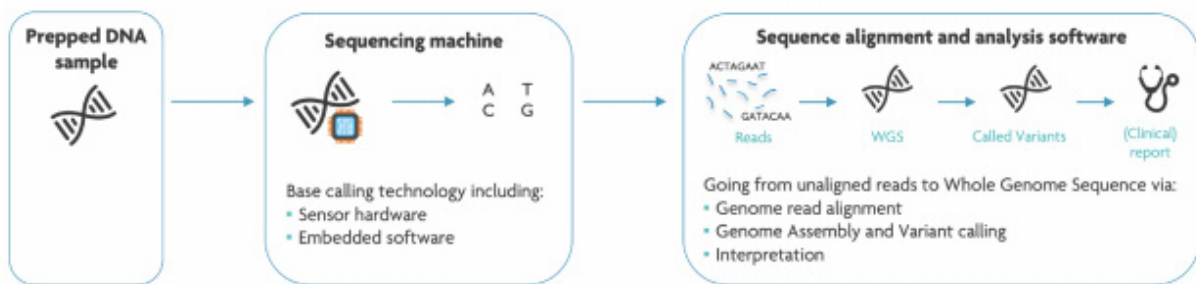 Prepped DNA
sample
Sequencing machine
A T
C G
Base calling technology including:
▪ Sensor hardware
▪ Embedded software
Sequence alignment and analysis software
ACTAGAAT
GATACAA
Reads
WGS
Called Variants
(Clinical)
report
Going from unaligned reads to Whole Genome Sequence via:
▪ Genome read alignment
▪ Genome Assembly and Variant calling
▪ Interpretation